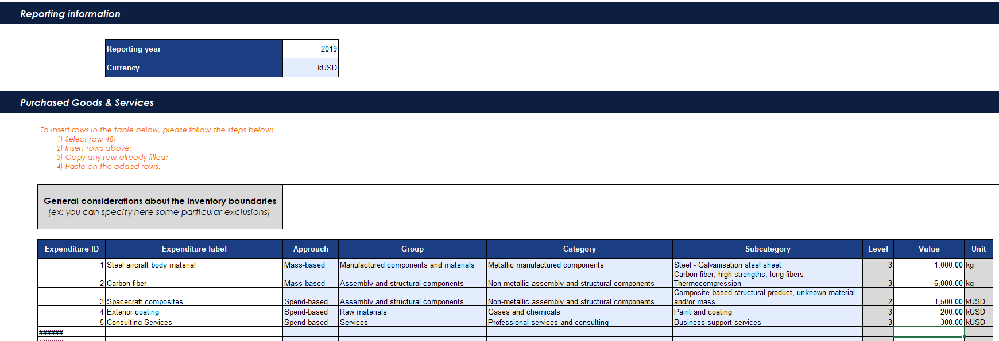 Reporting information
Reporting year 2019
Currency kUSD
Purchased Goods & Services
To insert rows in the table below, please follow the steps below:
1) Select row 48;
2) Insert rows above;
3) Copy any row already filled;
4) Paste on the added rows.
General considerations about the inventory boundaries
(ex: you can specify here some particular exclusions)
Expenditure ID Expenditure label Approach Group Category Subcategory Level Value Unit
1 Steel aircraft body material Mass-based Manufactured components and materials Metallic manufactured components Steel - Galvanisation steel sheet 3 1,000.00 kg
Carbon fiber, high strengths, long fibers -
2 Carbon fiber Mass-based Assembly and structural components Non-metallic assembly and structural components Thermocompression 3 6,000.00 kg
Composite-based structural product, unknown material
3 Spacecraft composites Spend-based Assembly and structural components Non-metallic assembly and structural components and/or mass 2 1,500.00 kUSD
4 Exterior coating Spend-based Raw materials Gases and chemicals Paint and coating 3 200.00 kUSD
5 Consulting Services Spend-based Services Professional services and consulting Business support services 3 300.00 kUSD
######